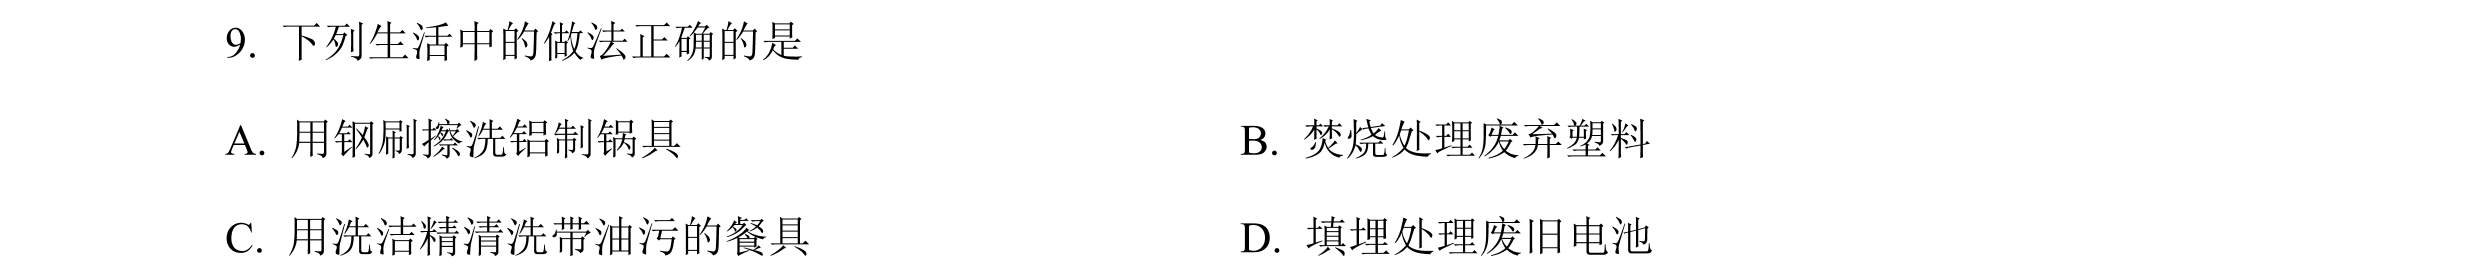 9. 下列生活中的做法正确的是
A. 用钢刷擦洗铝制锅具 B. 焚烧处理废弃塑料
C. 用洗洁精清洗带油污的餐具 D. 填埋处理废旧电池